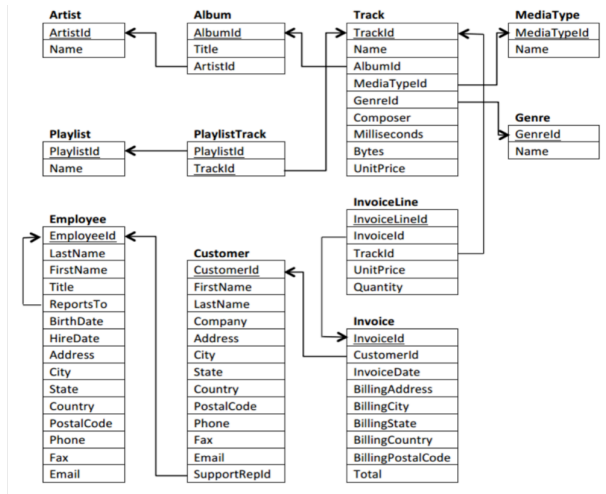 Artist
ArtistId
Name
Album
AlbumId
Title
ArtistId
Track
TrackId
Name
AlbumId
MediaTypeId
GenreId
Composer
Milliseconds
Bytes
UnitPrice
MediaType
MediaTypeId
Name
Genre
GenreId
Name
Playlist
PlaylistId
Name
PlaylistTrack
PlaylistId
TrackId
InvoiceLine
InvoiceLineId
InvoiceId
TrackId
UnitPrice
Quantity
Employee
EmployeeId
LastName
FirstName
Title
ReportsTo
BirthDate
HireDate
Address
City
State
Country
PostalCode
Phone
Fax
Email
Customer
CustomerId
FirstName
LastName
Company
Address
City
State
Country
PostalCode
Phone
Fax
Email
SupportRepId
Invoice
InvoiceId
CustomerId
InvoiceDate
BillingAddress
BillingCity
BillingState
BillingCountry
BillingPostalCode
Total